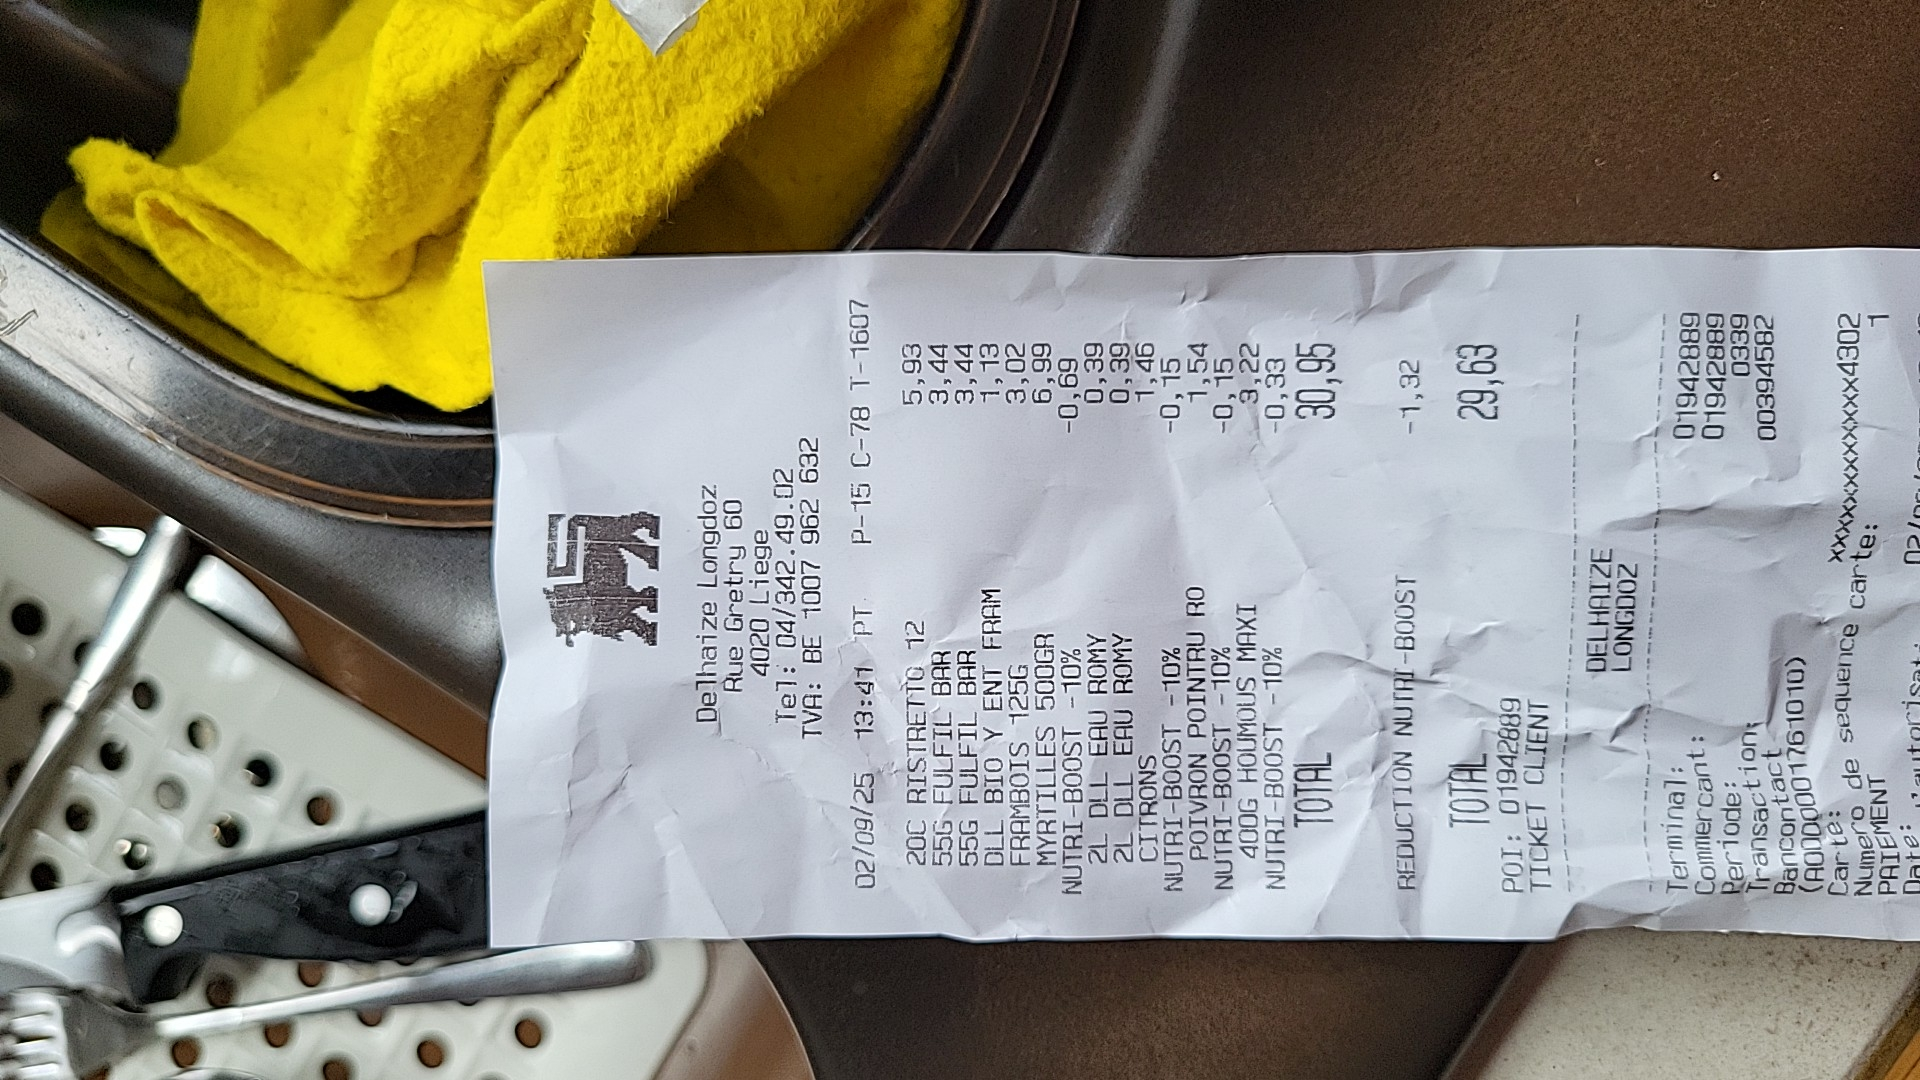 Delhaize Longdoz
Rue Gretry 60
4020 Liege
Tel: 04/342.49.02
TVA: BE 1007 962 632
02/09/25 13:41 PT. P-15 C-78 T-1607
20C RISTRETTO 12 5,93
55G FULFIL BAR 3,44
55G FULFIL BAR 3,44
DLL BIO Y ENT FRAM 1,13
FRAMBOIS 125G 3,02
MYRTILLES 500GR 6,99
NUTRI-BOOST -10% -0,69
2L DLL EAU ROMY 0,39
2L DLL EAU ROMY 0,39
CITRONS 1,46
NUTRI-BOOST -10% -0,15
POIVRON POINTRU RO 1,54
NUTRI-BOOST -10% -0,15
400G HOUMOUS MAXI 3,22
NUTRI-BOOST -10% -0,33
TOTAL 30,95
REDUCTION NUTRI-BOOST -1,32
TOTAL 29,63
POI: 01942889
TICKET CLIENT
DELHAIZE
LONGDOZ
Terminal: 01942889
Commercant: 01942889
Periode: 0339
Transaction: 00394582
Bancontact
(A0000001761010)
Carte: xxxxxxxxxxxxx4302
Numero de sequence carte: 1
PAIEMENT